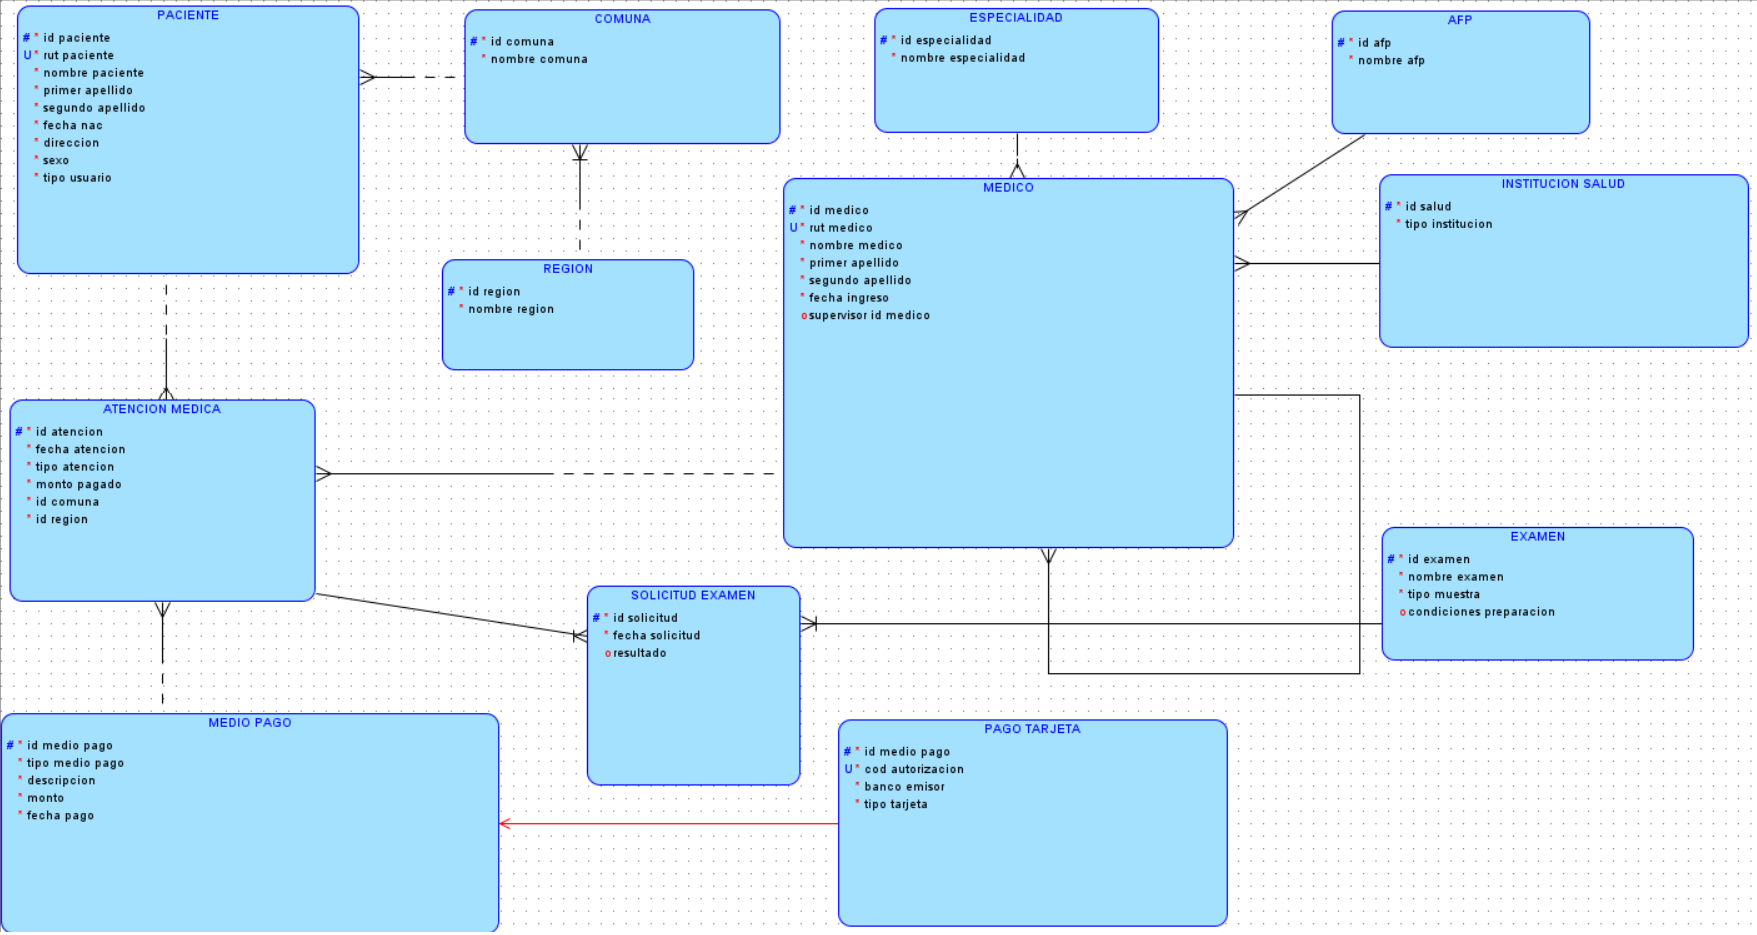 PACIENTE
# * id paciente
U * rut paciente
* nombre paciente
* primer apellido
* segundo apellido
* fecha nac
* direccion
* sexo
* tipo usuario
COMUNA
# * id comuna
* nombre comuna
ESPECIALIDAD
# * id especialidad
* nombre especialidad
AFP
# * id afp
* nombre afp
REGION
# * id region
* nombre region
MEDICO
# * id medico
U * rut medico
* nombre medico
* primer apellido
* segundo apellido
* fecha ingreso
o supervisor id medico
INSTITUCION SALUD
# * id salud
* tipo institucion
ATENCION MEDICA
# * id atencion
* fecha atencion
* tipo atencion
* monto pagado
* id comuna
* id region
SOLICITUD EXAMEN
# * id solicitud
* fecha solicitud
o resultado
EXAMEN
# * id examen
* nombre examen
* tipo muestra
o condiciones preparacion
MEDIO PAGO
# * id medio pago
* tipo medio pago
* descripcion
* monto
* fecha pago
PAGO TARJETA
# * id medio pago
U * cod autorizacion
* banco emisor
* tipo tarjeta